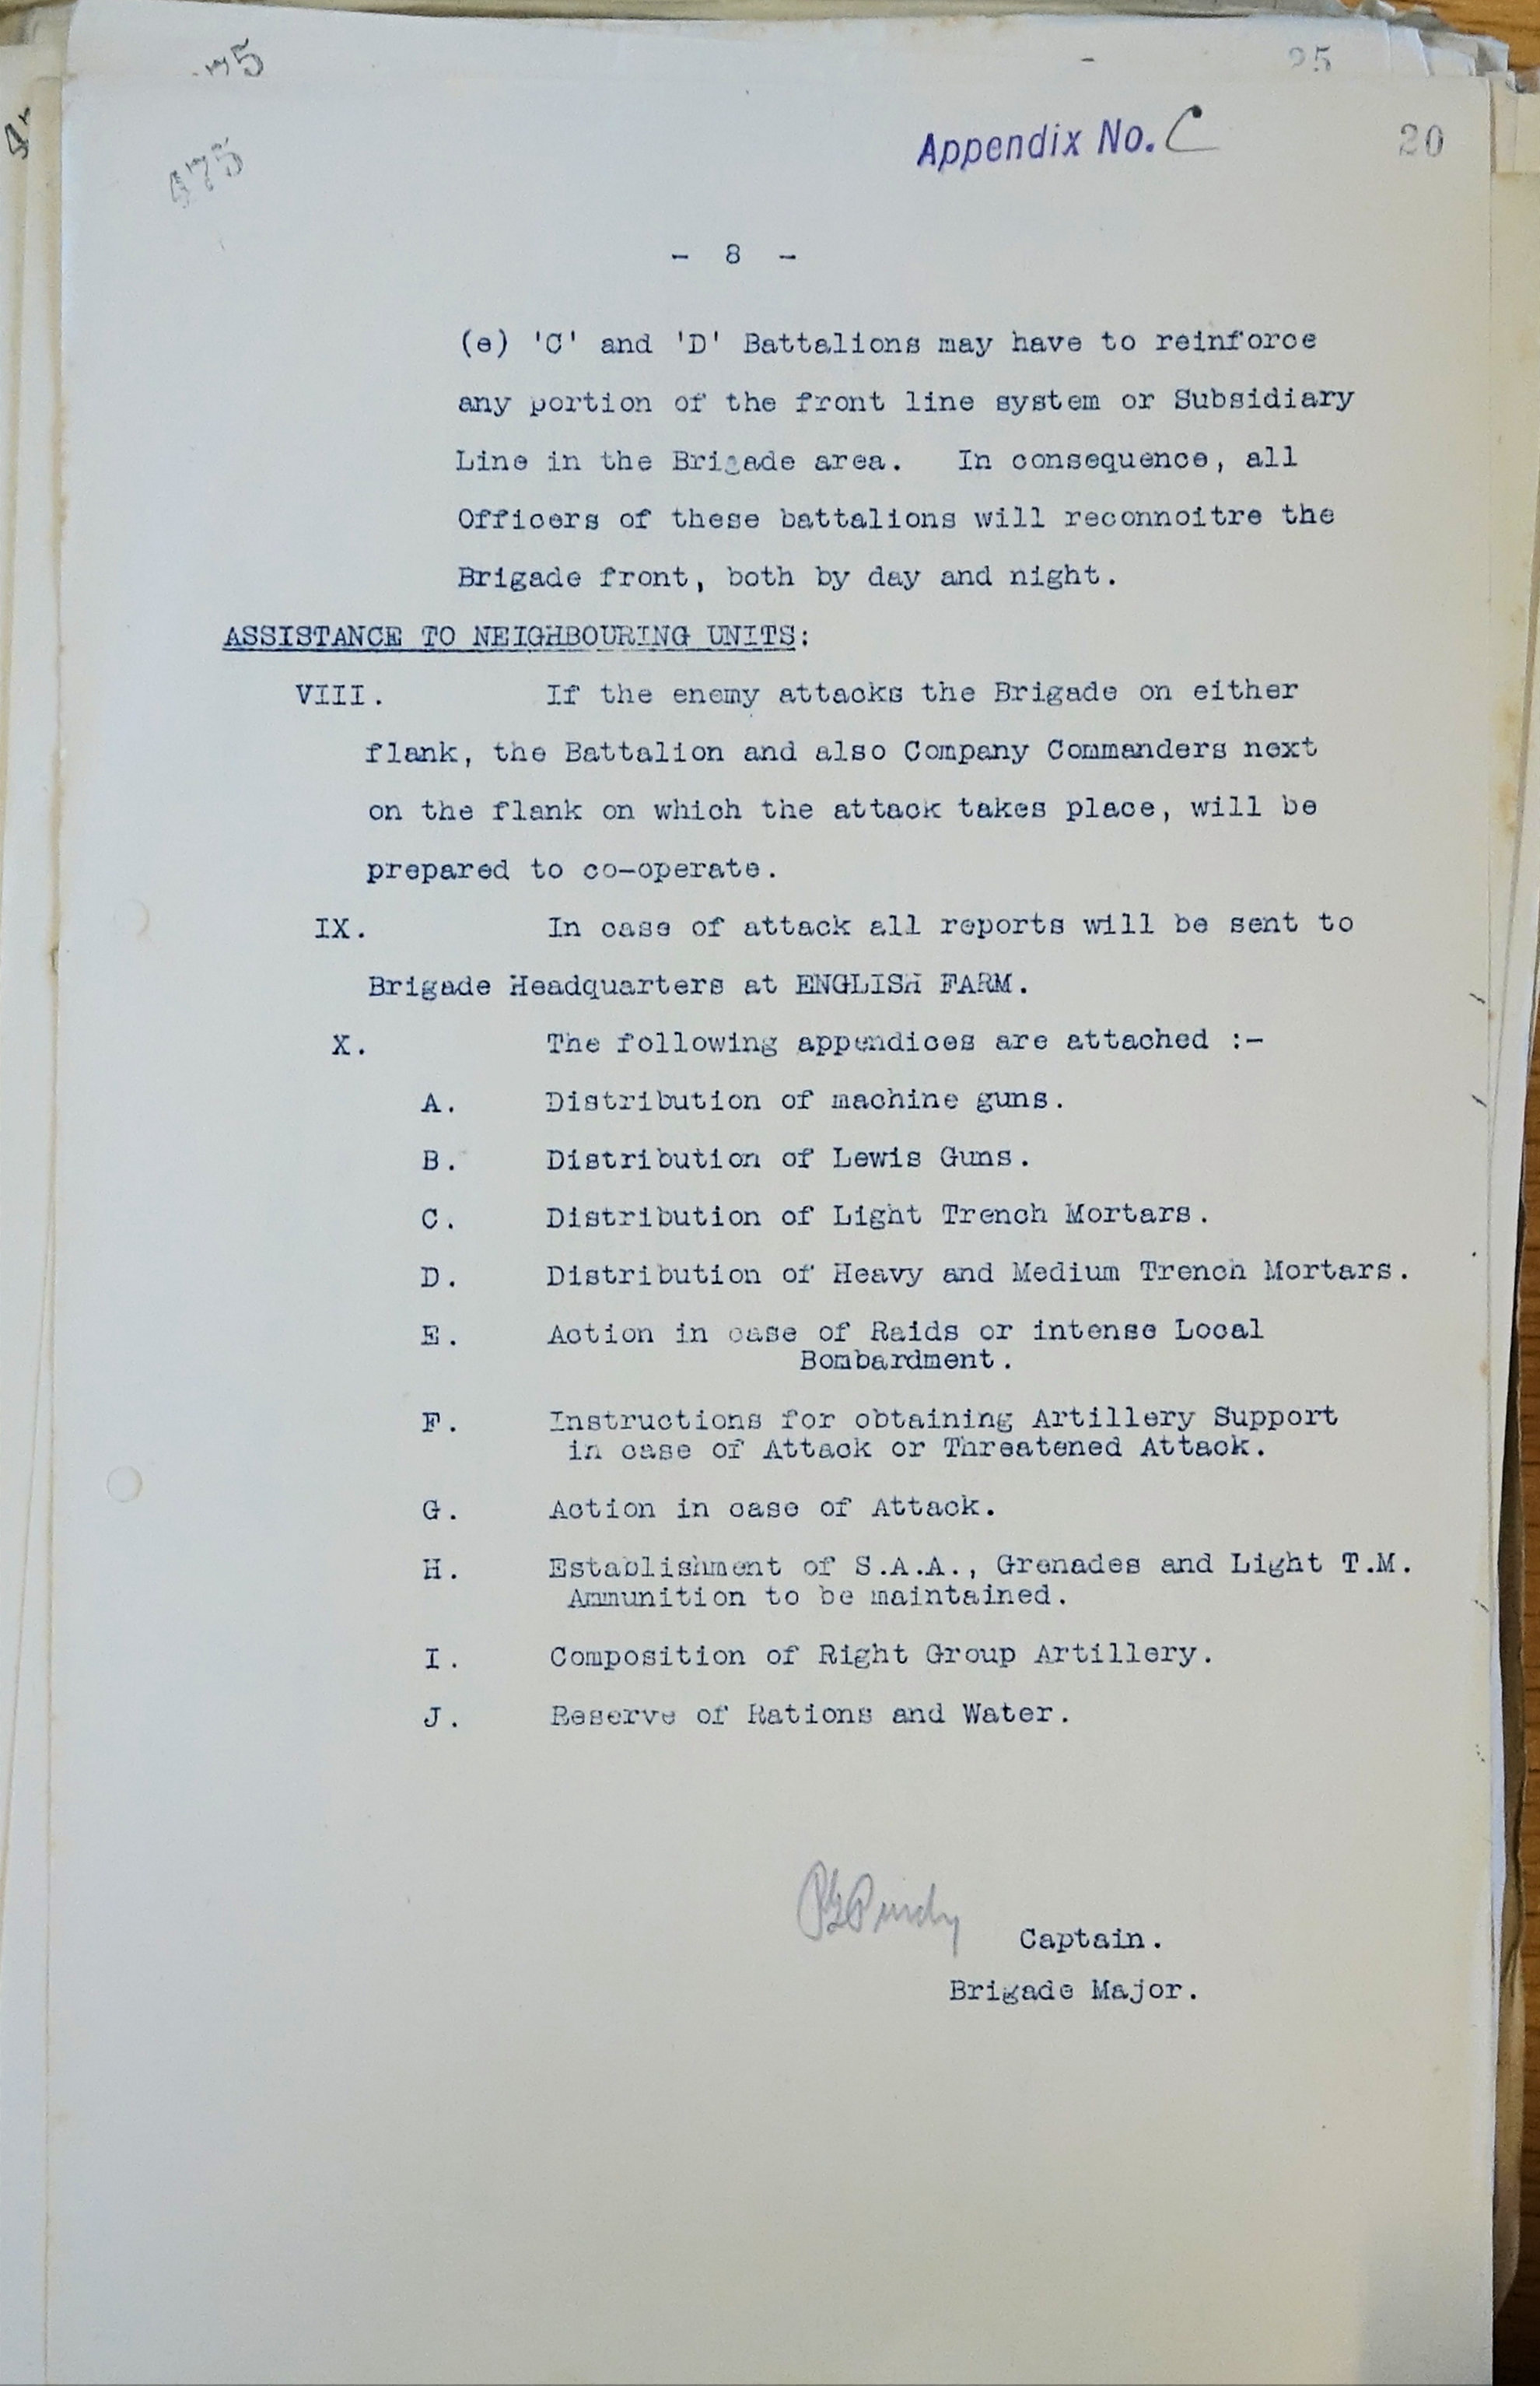 25
Appendix No. C
20
475
- 8 -
(e) 'C' and 'D' Battalions may have to reinforce
any portion of the front line system or Subsidiary
Line in the Brigade area. In consequence, all
Officers of these battalions will reconnoitre the
Brigade front, both by day and night.
ASSISTANCE TO NEIGHBOURING UNITS:
VIII. If the enemy attacks the Brigade on either
flank, the Battalion and also Company Commanders next
on the flank on which the attack takes place, will be
prepared to co-operate.
IX. In case of attack all reports will be sent to
Brigade Headquarters at ENGLISH FARM.
X. The following appendices are attached :-
A. Distribution of machine guns.
B. Distribution of Lewis Guns.
C. Distribution of Light Trench Mortars.
D. Distribution of Heavy and Medium Trench Mortars.
E. Action in case of Raids or intense Local
Bombardment.
F. Instructions for obtaining Artillery Support
in case of Attack or Threatened Attack.
G. Action in case of Attack.
H. Establishment of S.A.A., Grenades and Light T.M.
Ammunition to be maintained.
I. Composition of Right Group Artillery.
J. Reserve of Rations and Water.
Purdy
Captain.
Brigade Major.